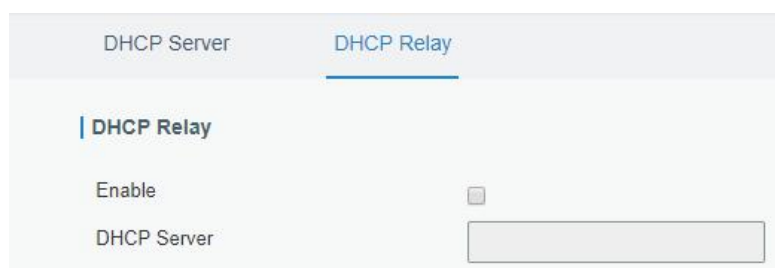 DHCP Server DHCP Relay
DHCP Relay
Enable
DHCP Server